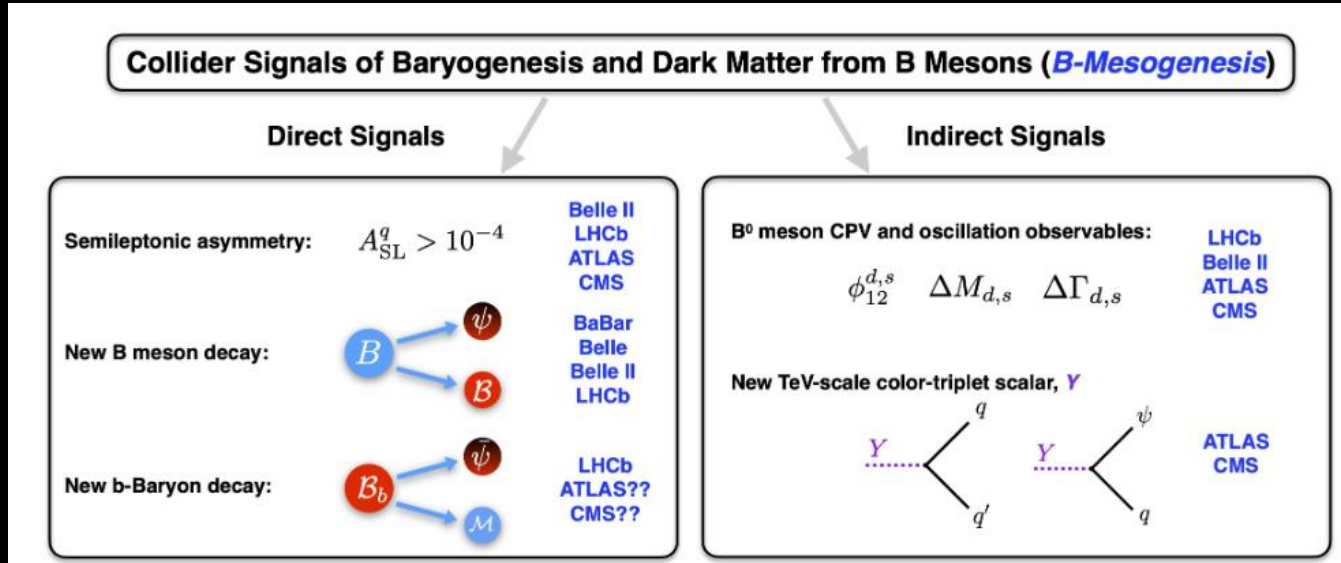 Collider Signals of Baryogenesis and Dark Matter from B Mesons (B-Mesogenesis)
Direct Signals
Semileptonic asymmetry:
A^q_SL > 10^−4
Belle II
LHCb
ATLAS
CMS
New B meson decay:
B
ψ
ℬ
BaBar
Belle
Belle II
LHCb
New b-Baryon decay:
ℬ_b
ψ̄
ℳ
LHCb
ATLAS??
CMS??
Indirect Signals
B⁰ meson CPV and oscillation observables:
ϕ^{d,s}_12 ΔM_{d,s} ΔΓ_{d,s}
LHCb
Belle II
ATLAS
CMS
New TeV-scale color-triplet scalar, Y
Y
q
q′
Y
ψ
q
ATLAS
CMS